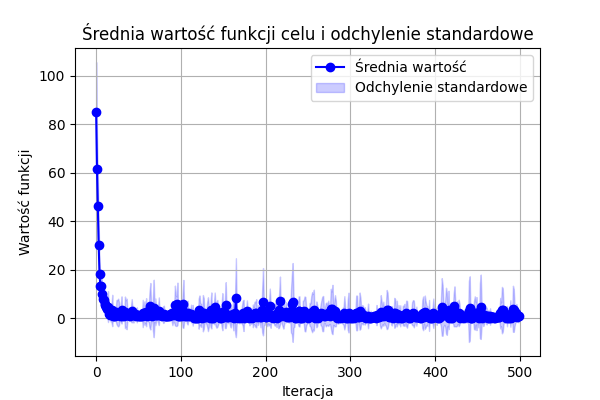 Średnia wartość funkcji celu i odchylenie standardowe
Średnia wartość
Odchylenie standardowe
Wartość funkcji
100
80
60
40
20
0
0 100 200 300 400 500
Iteracja